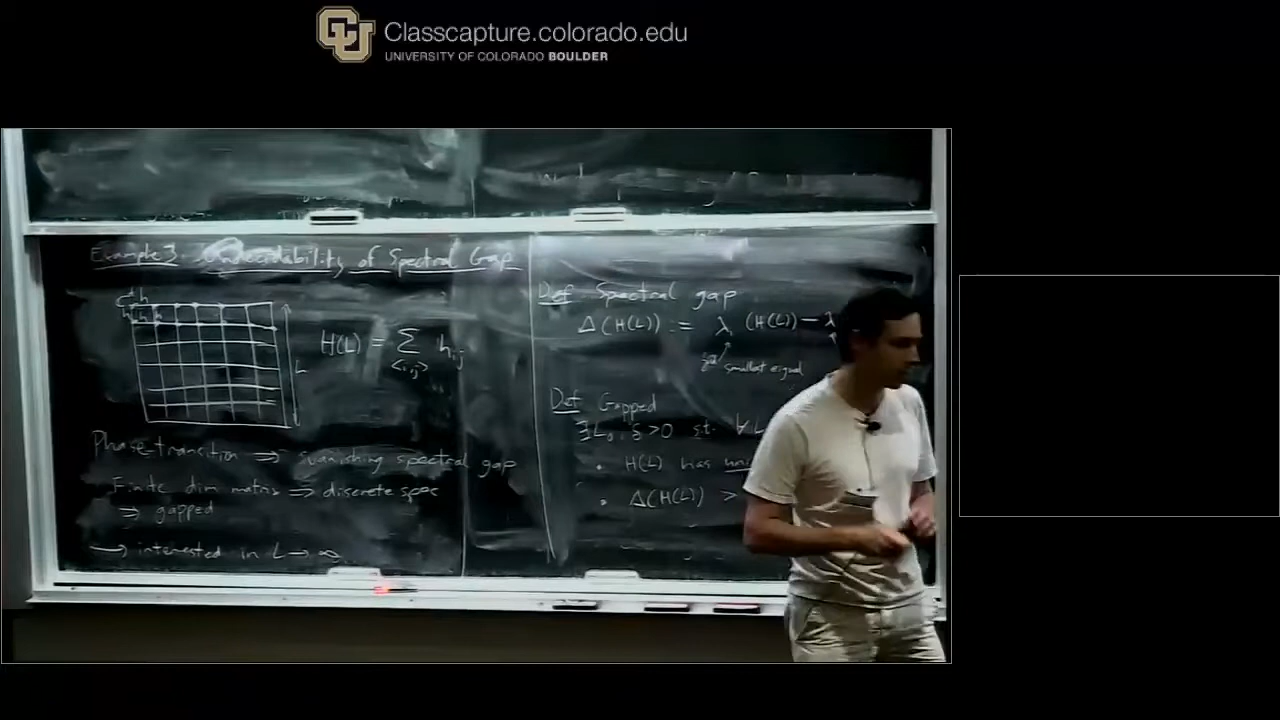 CU
Classcapture.colorado.edu
UNIVERSITY OF COLORADO BOULDER
Example 3. Undecidability of Spectral Gap
h
h h h
L
H(L) = Σ h_ij
<i,j>
Phase-transition ⇒ vanishing spectral gap
Finite dim matrix ⇒ discrete spec
⇒ gapped
→ interested in L → ∞
Def Spectral gap
Δ(H(L)) := λ (H(L)) – λ
smallest eigval
Def Gapped
∃ L₀, δ > 0 s.t. ∀ L
• H(L) has
• Δ(H(L)) >